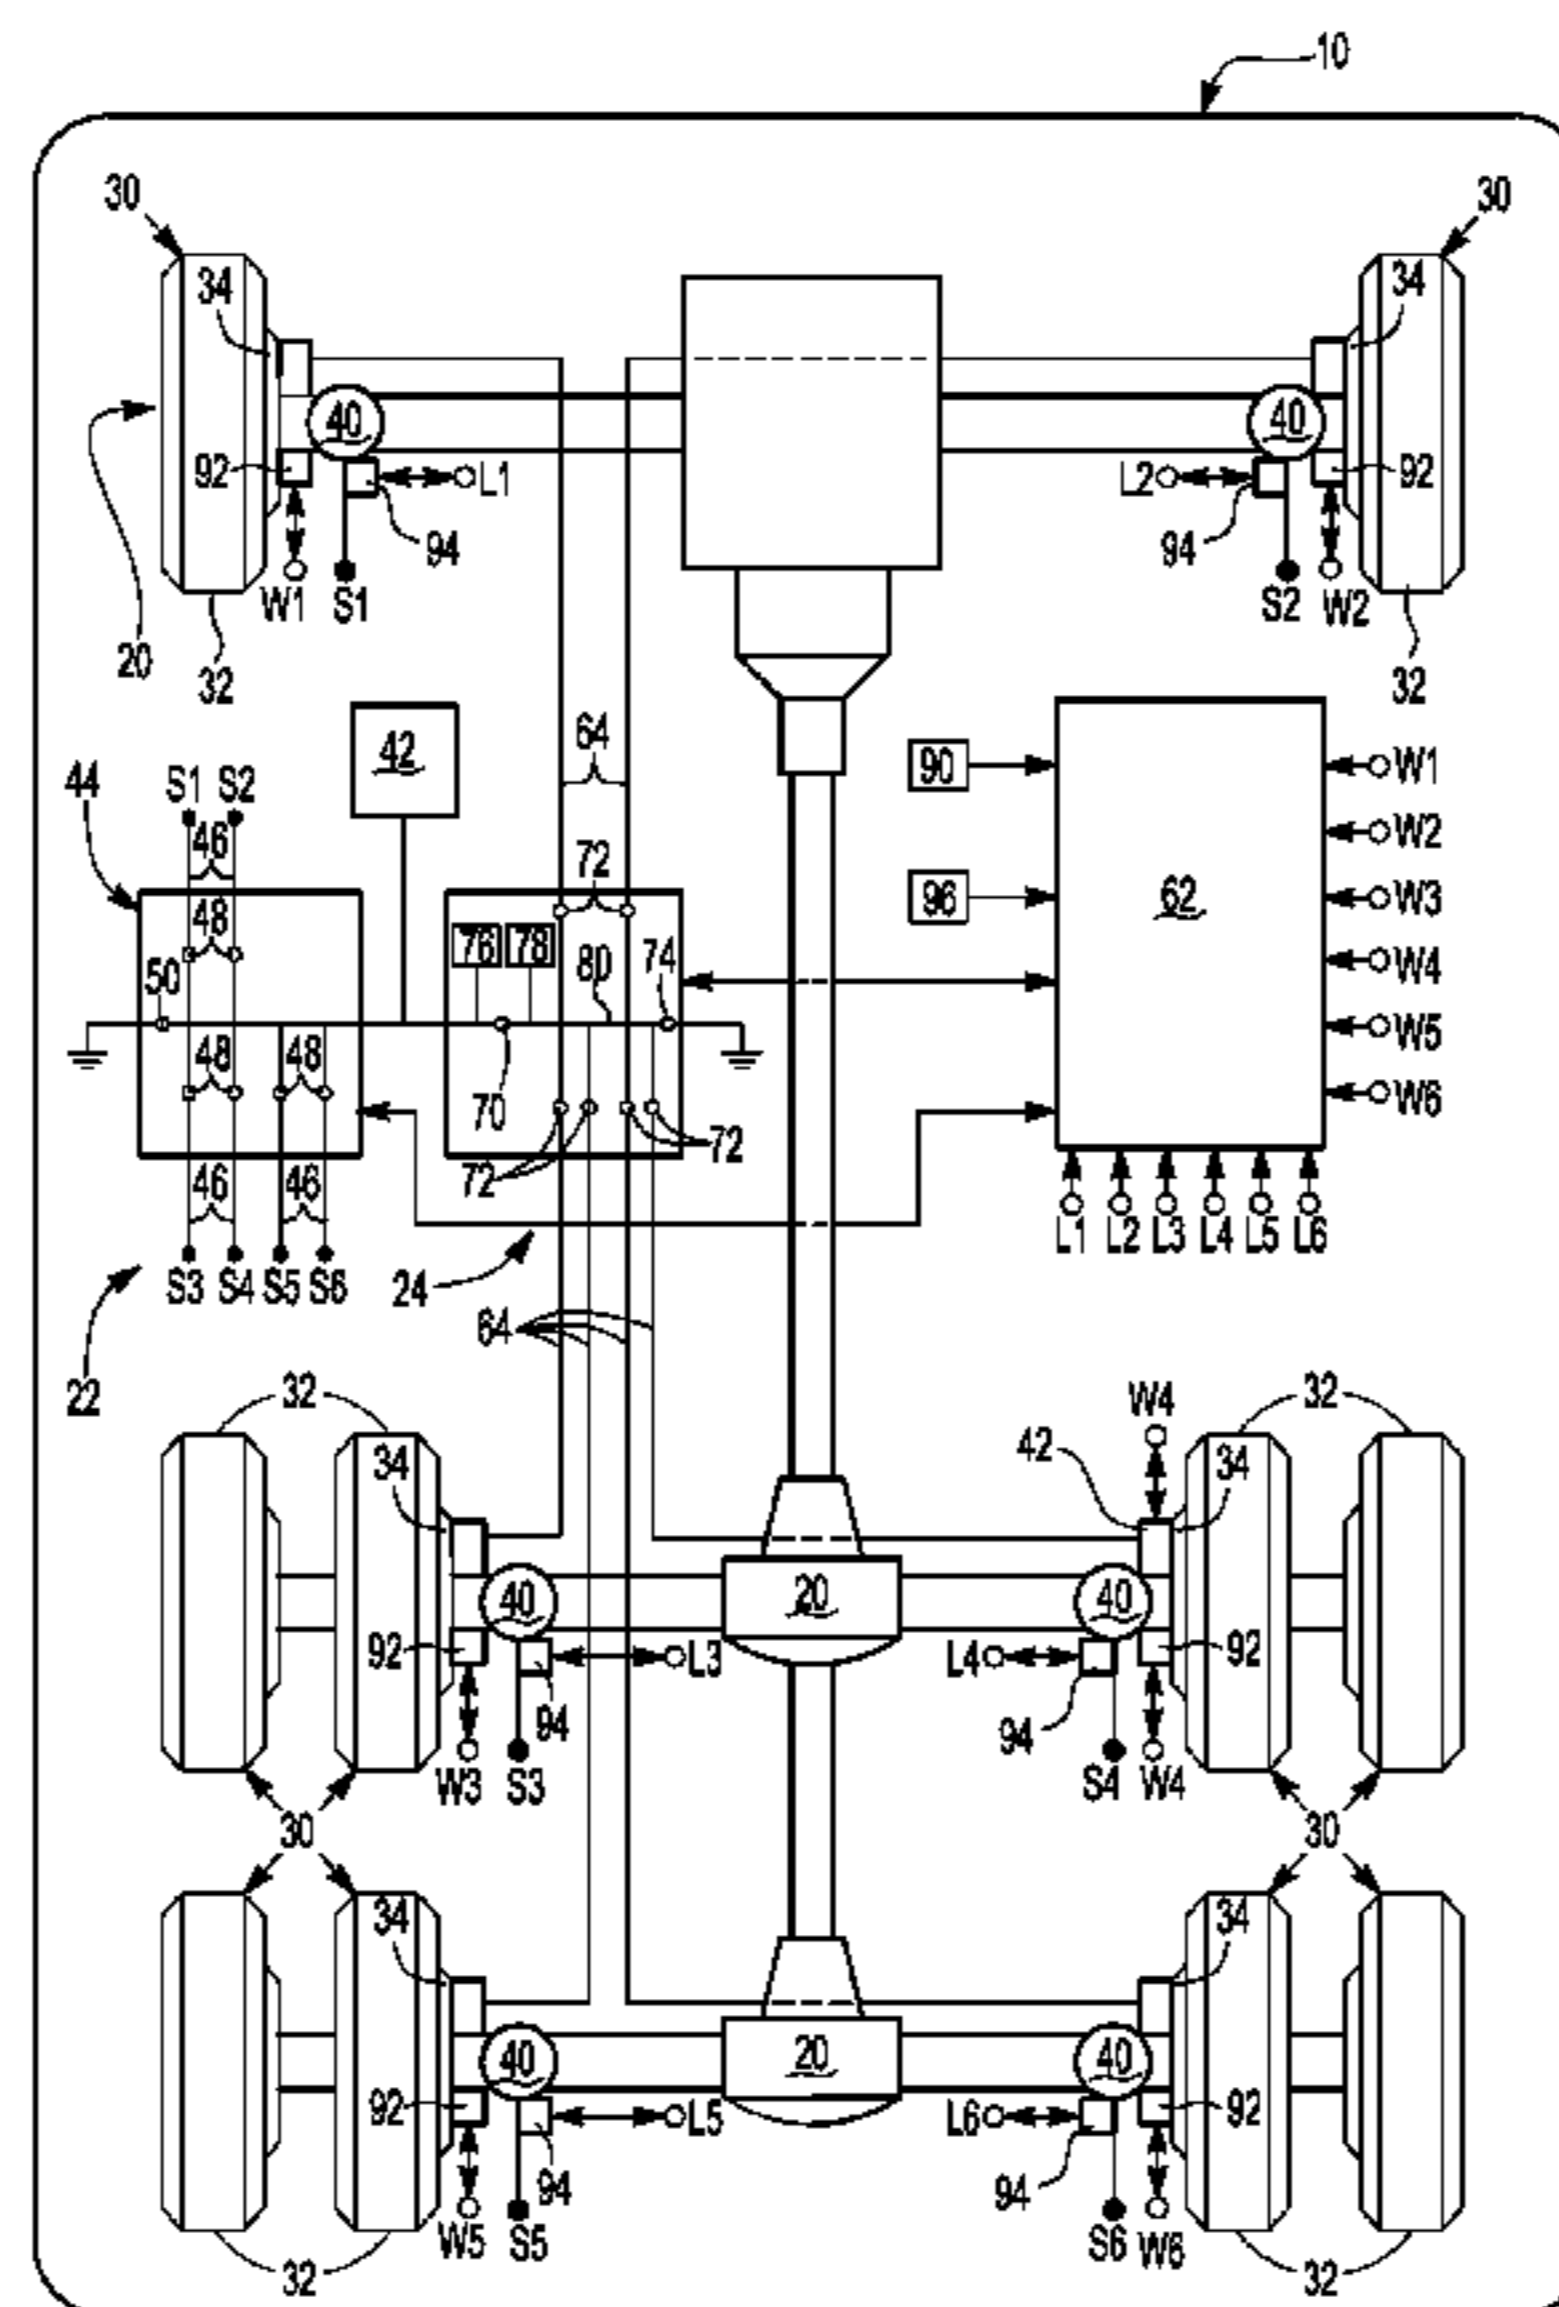 10
30 30
34 34
40 40
92 L1 L2 92
94 94
W1 S1 S2 W2
20 32 32
42 64
44 S1 S2 90 W1
46 72 W2
48 96 62 W3
76 78 80 74
50 W4
48 48 W5
70 W6
72 72
46 46
L1 L2 L3 L4 L5 L6
S3 S4 S5 S6 24
64
22 32 W4 32
34 42 34
40 20 40
92 L3 L4 92
94 94
W3 S3 S4 W4
30 30
34 34
40 20 40
92 L5 L6 92
94 94
W5 S5 S6 W6
32 32